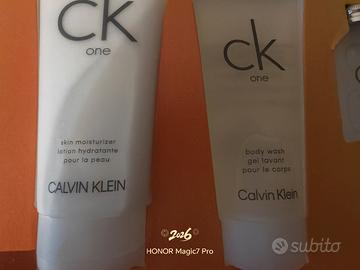 ck
one
skin moisturizer
lotion hydratante
pour la peau
CALVIN KLEIN
ck
one
body wash
gel lavant
pour le corps
Calvin Klein
2026
HONOR Magic7 Pro
subito